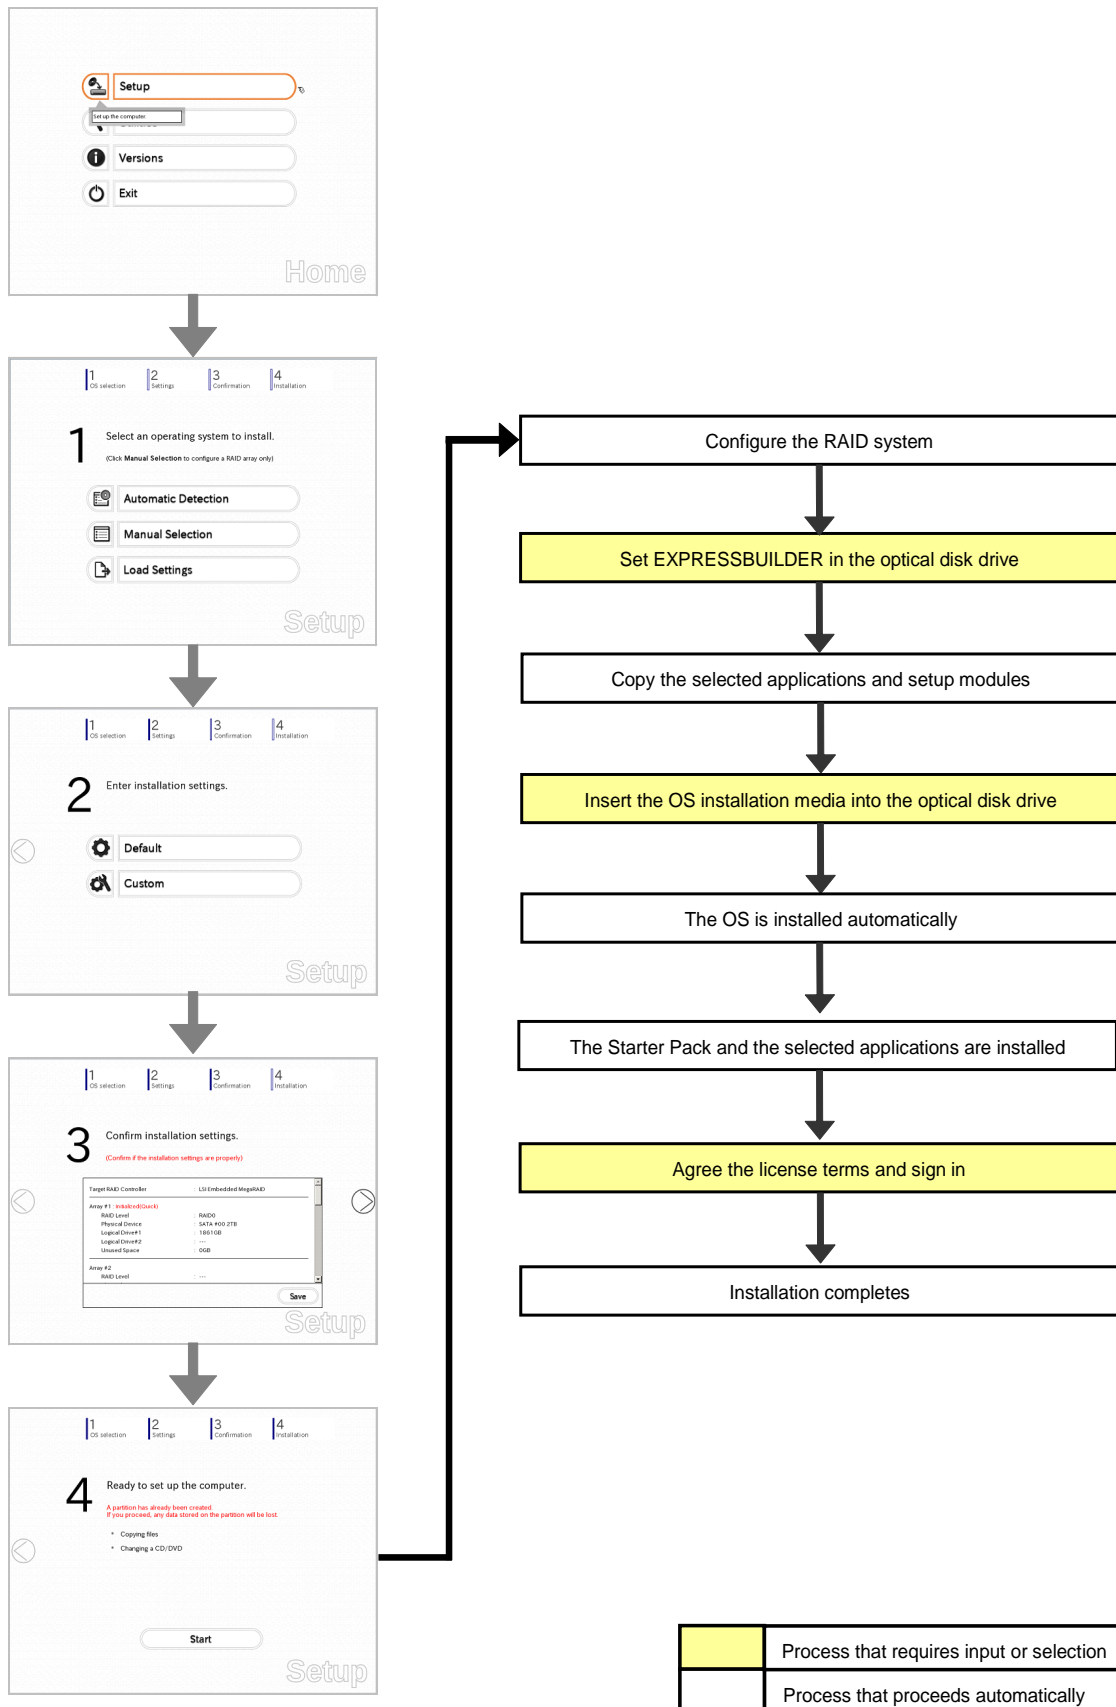 Setup
Set up the computer.
Versions
Exit
Home
1 OS selection 2 Settings 3 Confirmation 4 Installation
1 Select an operating system to install.
(Click Manual Selection to configure a RAID array only)
Automatic Detection
Manual Selection
Load Settings
Setup
1 OS selection 2 Settings 3 Confirmation 4 Installation
2 Enter installation settings.
Default
Custom
Setup
1 OS selection 2 Settings 3 Confirmation 4 Installation
3 Confirm installation settings.
(Confirm if the installation settings are properly)
Target RAID Controller : LSI Embedded MegaRAID
Array #1 : Initialized(Quick)
RAID Level : RAID0
Physical Device : SATA #00 2TB
Logical Drive#1 : 1861GB
Logical Drive#2 : ---
Unused Space : 0GB
Array #2
RAID Level : ---
Save
Setup
1 OS selection 2 Settings 3 Confirmation 4 Installation
4 Ready to set up the computer.
A partition has already been created
If you proceed, any data stored on the partition will be lost.
* Copying files
* Changing a CD/DVD
Start
Setup
Configure the RAID system
Set EXPRESSBUILDER in the optical disk drive
Copy the selected applications and setup modules
Insert the OS installation media into the optical disk drive
The OS is installed automatically
The Starter Pack and the selected applications are installed
Agree the license terms and sign in
Installation completes
Process that requires input or selection
Process that proceeds automatically